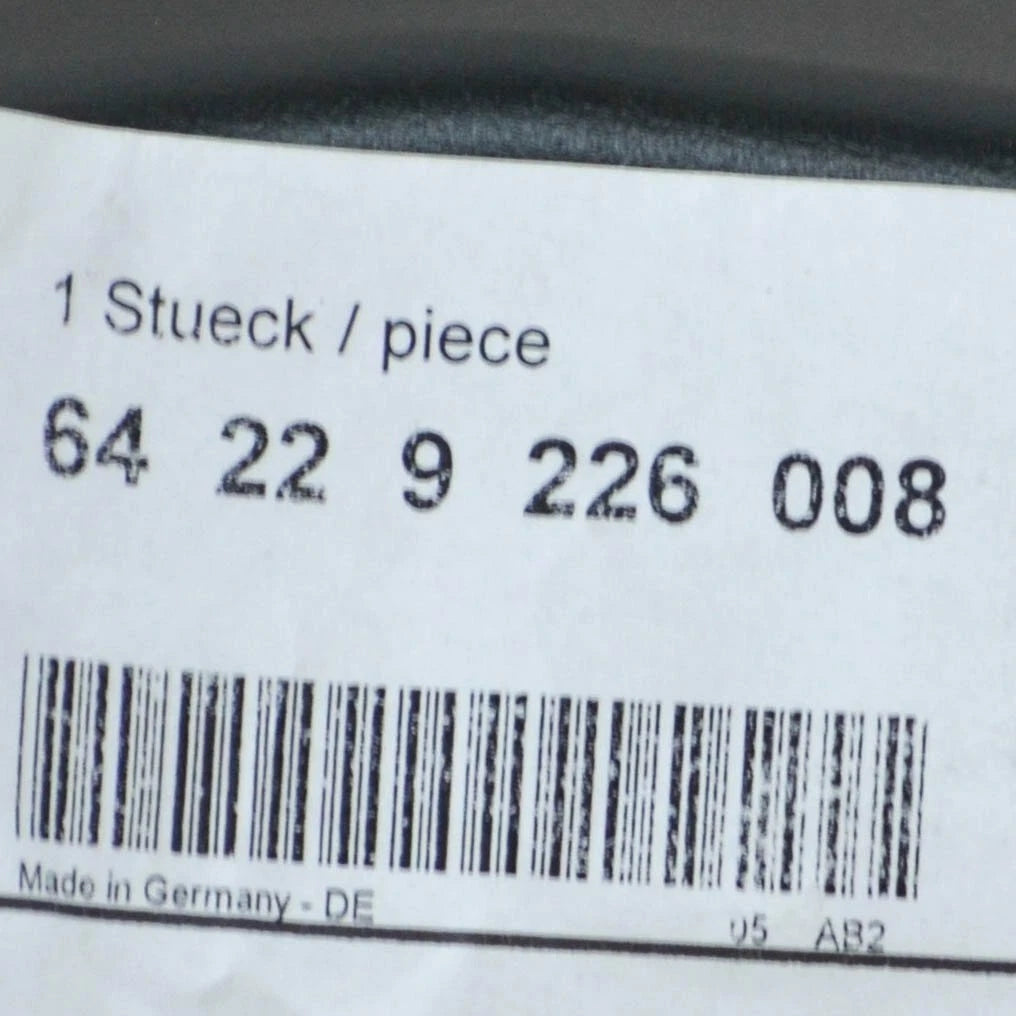 1 Stueck / piece
64 22 9 226 008
Made in Germany - DE
05 AB2